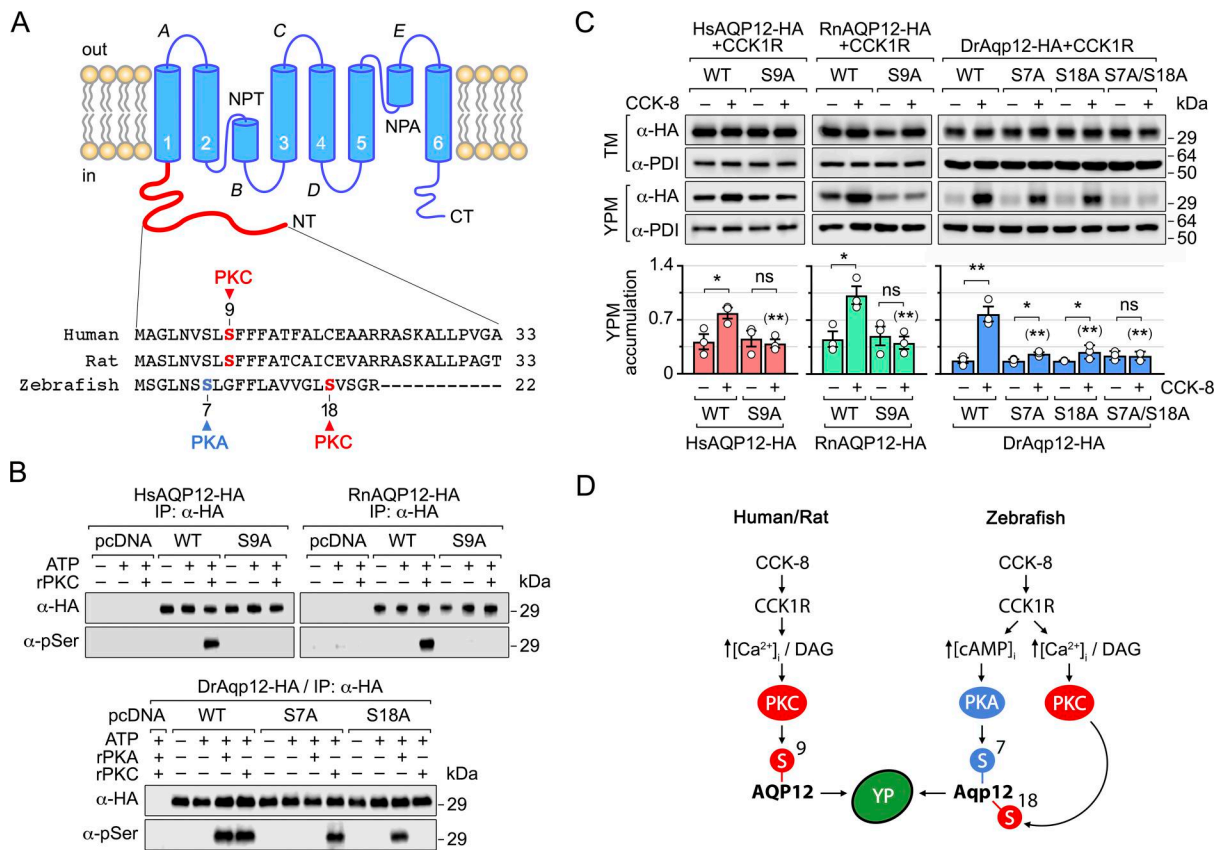 A
out
in
A
C
E
NPT
NPA
1
2
3
4
5
6
B
D
NT
CT
PKC
9
Human MAGLNVSLSFFFATFALCEAARRASKALLPVGA 33
Rat MASLNVSLSFFFATCAICEVARRASKALLPAGT 33
Zebrafish MSGLNSSLGFFLAVVGLSVSGR----------- 22
7
18
PKA
PKC
B
HsAQP12-HA
IP: α-HA
RnAQP12-HA
IP: α-HA
pcDNA WT S9A
pcDNA WT S9A
ATP – + + – + + – + +
– + + – + + – + +
rPKC – – + – – + – – +
– – + – – + – – +
kDa
α-HA
29
α-pSer
29
DrAqp12-HA / IP: α-HA
pcDNA WT S7A S18A
ATP + – + + + – + + + – + + +
rPKA + – – + – – – + – – – + –
rPKC + – – – + – – – + – – – +
kDa
α-HA
29
α-pSer
29
C
HsAQP12-HA
+CCK1R
RnAQP12-HA
+CCK1R
DrAqp12-HA+CCK1R
WT S9A
WT S9A
WT S7A S18A S7A/S18A
CCK-8 – + – +
– + – +
– + – + – + – +
kDa
TM
α-HA
29
α-PDI
64
50
YPM
α-HA
29
α-PDI
64
50
YPM
accumulation
1.4
0.7
0
* ns
(**)
* ns
(**)
** * * ns
(**) (**) (**)
– + – +
– + – +
– + – + – + – +
CCK-8
WT S9A
WT S9A
WT S7A S18A S7A/S18A
HsAQP12-HA
RnAQP12-HA
DrAqp12-HA
D
Human/Rat
CCK-8
CCK1R
↑[Ca²⁺]ᵢ / DAG
PKC
9
S
AQP12
YP
Zebrafish
CCK-8
CCK1R
↑[cAMP]ᵢ
↑[Ca²⁺]ᵢ / DAG
PKA
PKC
7
S
Aqp12
18
S